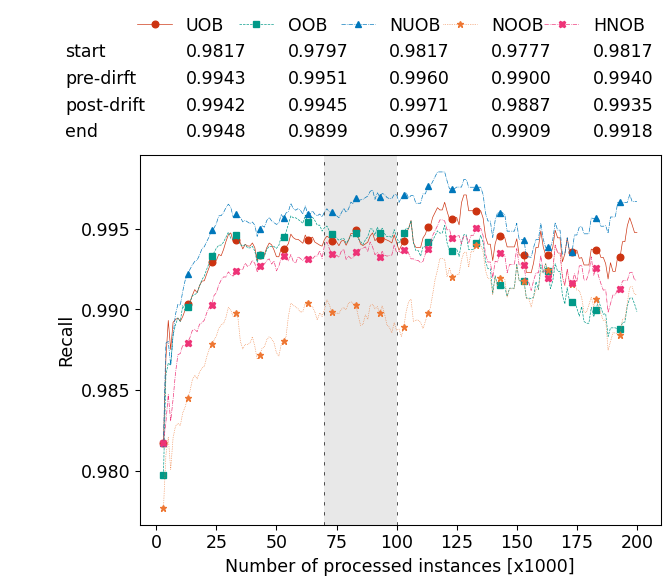 UOB OOB NUOB NOOB HNOB
start 0.9817 0.9797 0.9817 0.9777 0.9817
pre-dirft 0.9943 0.9951 0.9960 0.9900 0.9940
post-drift 0.9942 0.9945 0.9971 0.9887 0.9935
end 0.9948 0.9899 0.9967 0.9909 0.9918
0.995
0.990
0.985
0.980
Recall
0 25 50 75 100 125 150 175 200
Number of processed instances [x1000]